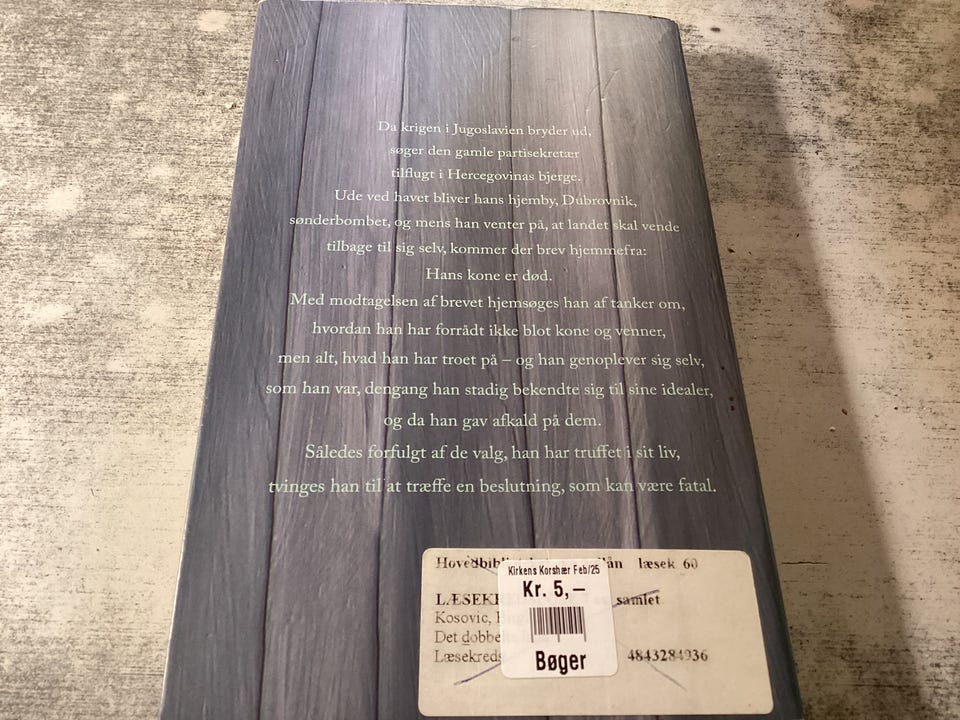 Da krigen i Jugoslavien bryder ud,
søger den gamle partisekretær
tilflugt i Hercegovinas bjerge.
Ude ved havet bliver hans hjemby, Dubrovnik,
sønderbombet, og mens han venter på, at landet skal vende
tilbage til sig selv, kommer der brev hjemmefra:
Hans kone er død.
Med modtagelsen af brevet hjemsøges han af tanker om,
hvordan han har forrådt ikke blot kone og venner,
men alt, hvad han har troet på – og han genoplever sig selv,
som han var, dengang han stadig bekendte sig til sine idealer,
og da han gav afkald på dem.
Således forfulgt af de valg, han har truffet i sit liv,
tvinges han til at træffe en beslutning, som kan være fatal.
læsek 60
samlet
Kosovic,
Det
4843284936
Kirkens Korshær Feb/25
Kr. 5,–
Bøger